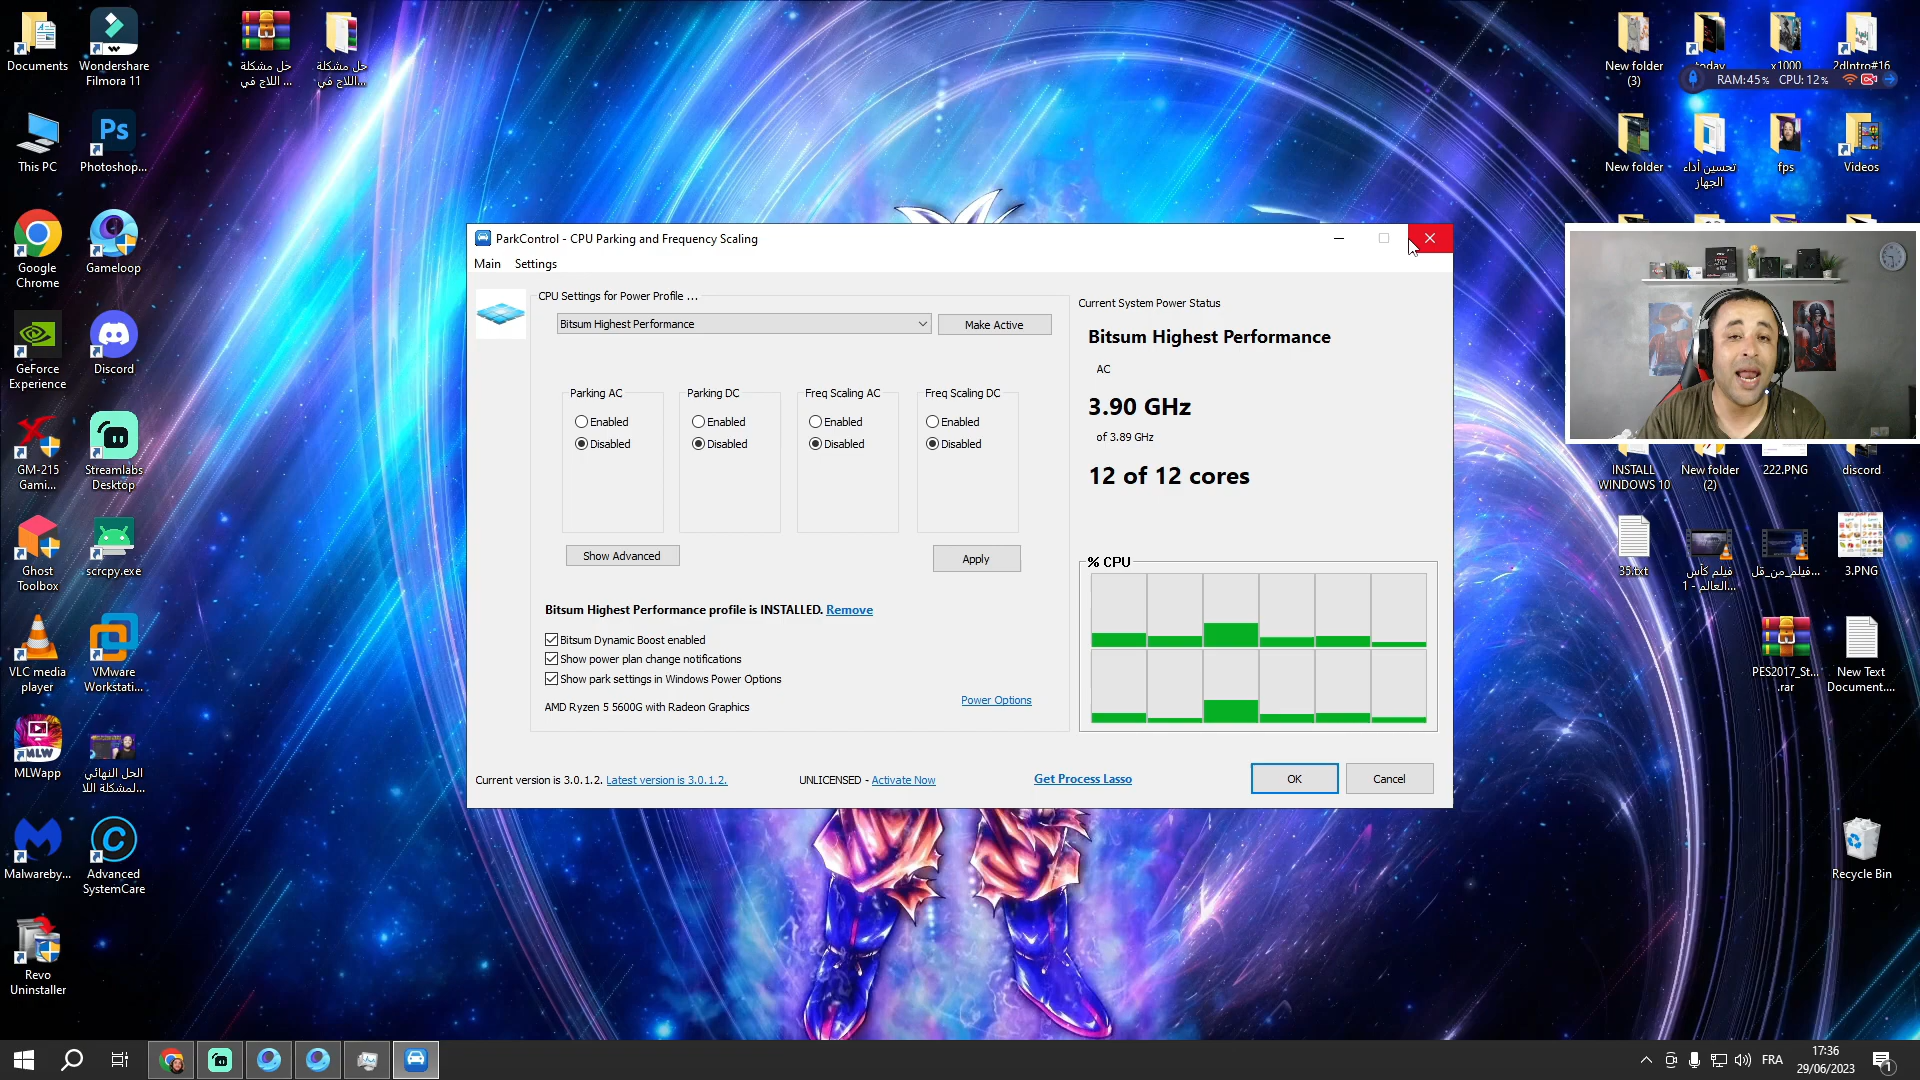 Documents
Wondershare
Filmora 11
حل مشكلة
اللاج في ...
حل مشكلة
اللاج في...
This PC
Photoshop...
Google
Chrome
Gameloop
GeForce
Experience
Discord
GM-215
Gami...
Streamlabs
Desktop
Ghost
Toolbox
scrcpy.exe
VLC media
player
VMware
Workstati...
MLWapp
الحل النهائي
لمشكلة اللا...
Malwareby...
Advanced
SystemCare
Revo
Uninstaller
New folder
(3)
today
x1000
2dIntro#16
RAM:45% CPU: 12%
New folder
تحسين أداء
الجهاز
fps
Videos
INSTALL
WINDOWS 10
New folder
(2)
222.PNG
discord
35.txt
فيلم كأس
العالم - 1...
فيلم_من_قل...
3.PNG
PES2017_St...
.rar
New Text
Document....
Recycle Bin
ParkControl - CPU Parking and Frequency Scaling
Main Settings
CPU Settings for Power Profile ...
Bitsum Highest Performance
Make Active
Parking AC
Enabled
Disabled
Parking DC
Enabled
Disabled
Freq Scaling AC
Enabled
Disabled
Freq Scaling DC
Enabled
Disabled
Show Advanced
Apply
Bitsum Highest Performance profile is INSTALLED. Remove
Bitsum Dynamic Boost enabled
Show power plan change notifications
Show park settings in Windows Power Options
AMD Ryzen 5 5600G with Radeon Graphics
Power Options
Current System Power Status
Bitsum Highest Performance
AC
3.90 GHz
of 3.89 GHz
12 of 12 cores
% CPU
Current version is 3.0.1.2. Latest version is 3.0.1.2.
UNLICENSED - Activate Now
Get Process Lasso
OK
Cancel
FRA
17:36
29/06/2023
1